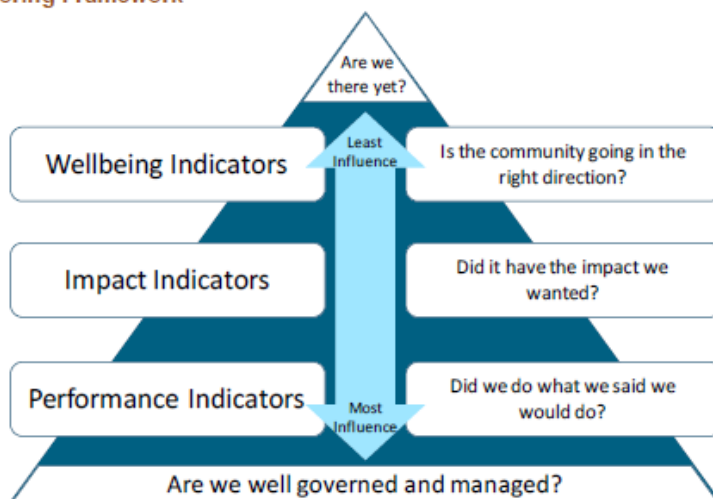 Are we
there yet?
Least
Influence
Wellbeing Indicators
Is the community going in the
right direction?
Impact Indicators
Did it have the impact we
wanted?
Performance Indicators
Did we do what we said we
would do?
Most
Influence
Are we well governed and managed?